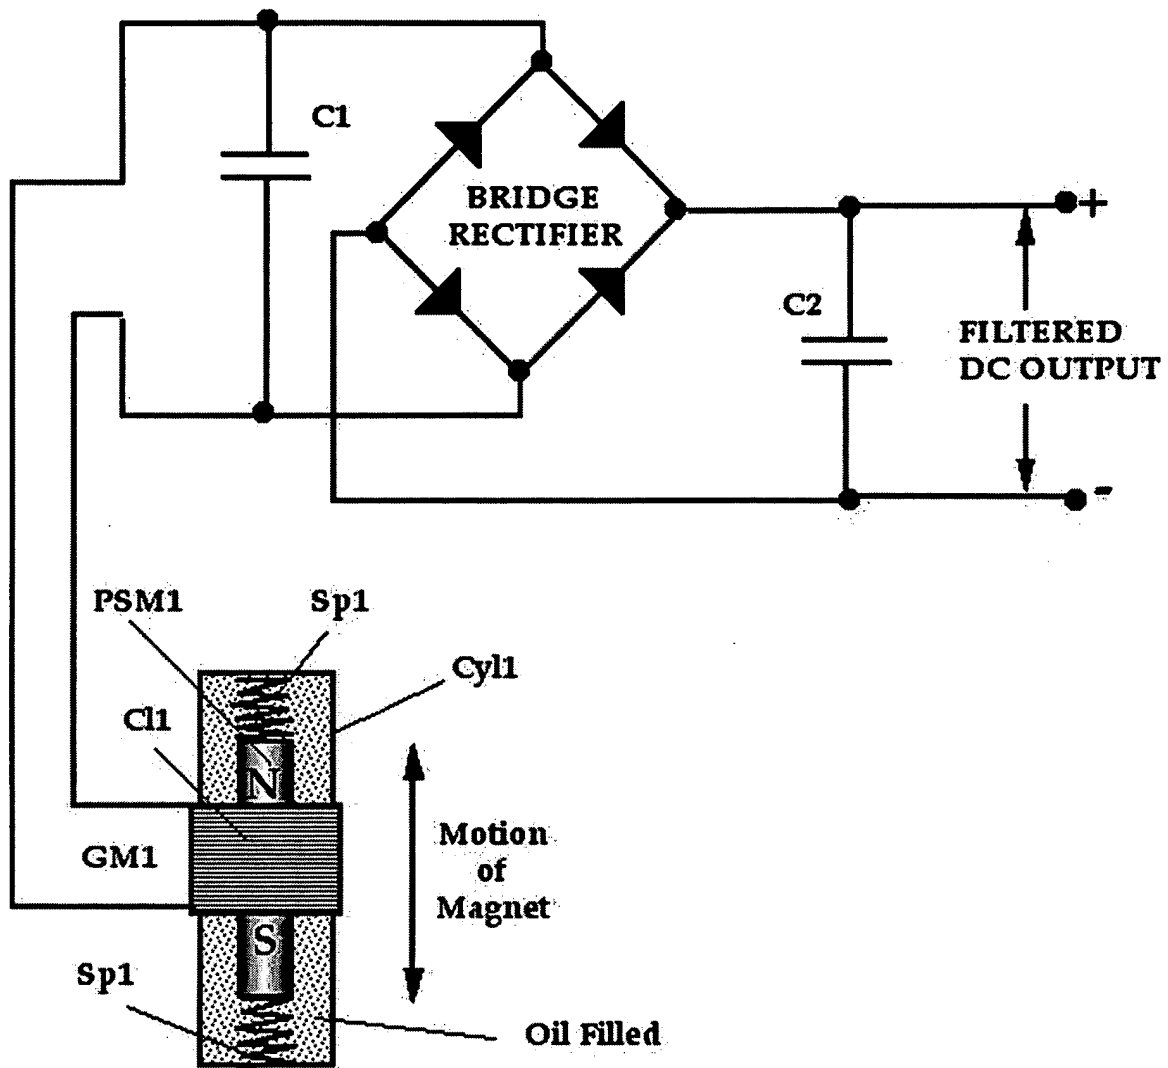 C1
BRIDGE
RECTIFIER
+
C2
FILTERED
DC OUTPUT
-
PSM1
Sp1
Cyl1
Cl1
N
GM1
Motion
of
Magnet
S
Sp1
Oil Filled